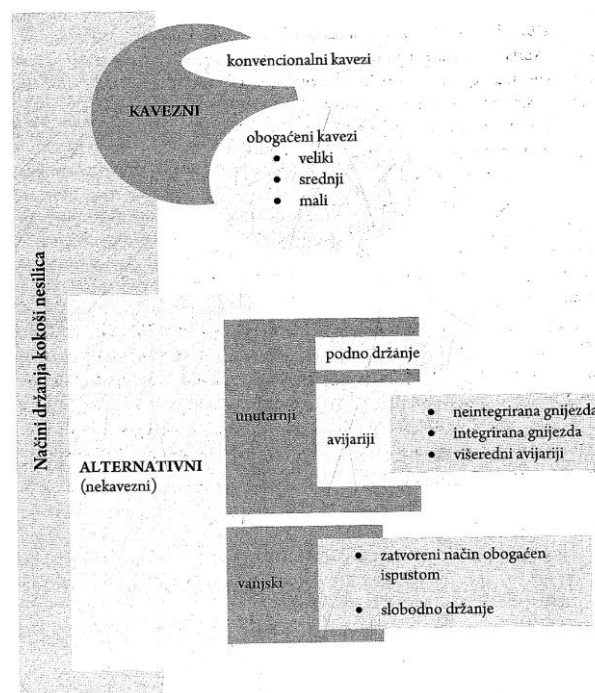 Načini držanja kokoši nesilica
KAVEZNI
konvencionalni kavezi
obogaćeni kavezi
• veliki
• srednji
• mali
ALTERNATIVNI
(nekavezni)
unutarnji
podno držanje
avijariji
• neintegrirana gnijezda
• integrirana gnijezda
• višeredni avijariji
vanjski
• zatvoreni način obogaćen
ispustom
• slobodno držanje